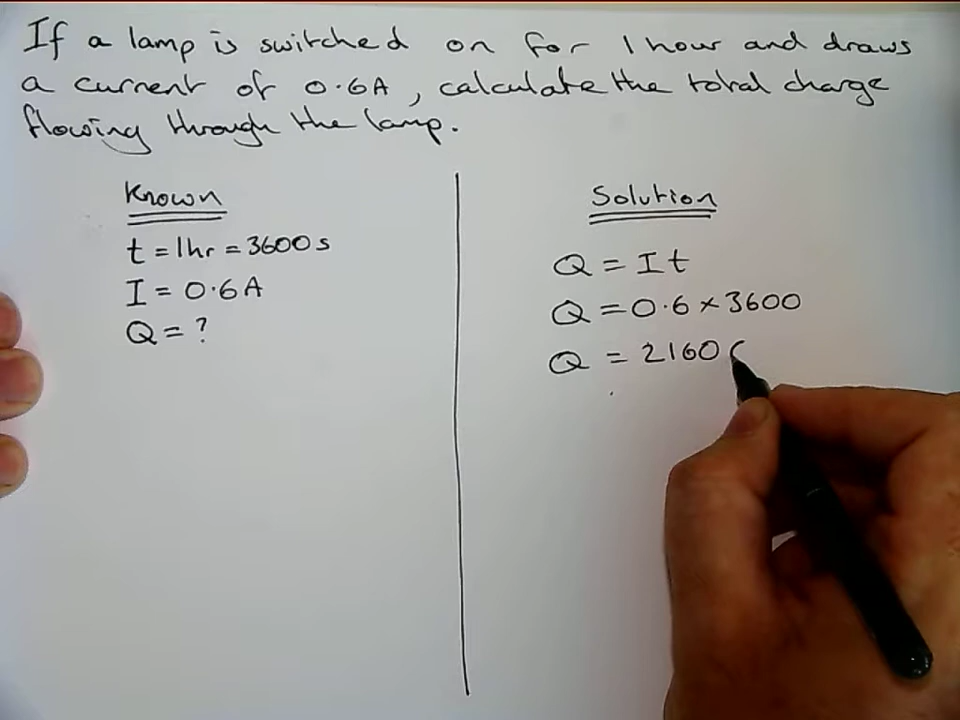 If a lamp is switched on for 1 hour and draws
a current of 0.6A, calculate the total charge
flowing through the lamp.
Known
t = 1hr = 3600s
I = 0.6A
Q = ?
Solution
Q = It
Q = 0.6 × 3600
Q = 2160 C